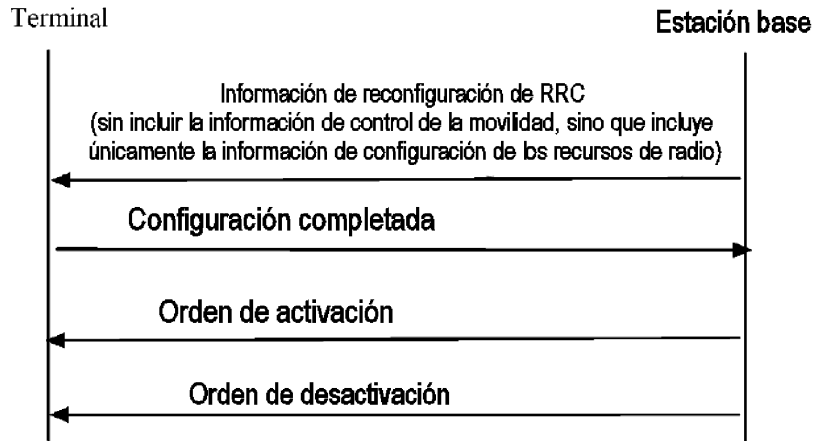 Terminal
Estación base
Información de reconfiguración de RRC
(sin incluir la información de control de la movilidad, sino que incluye
únicamente la información de configuración de los recursos de radio)
Configuración completada
Orden de activación
Orden de desactivación